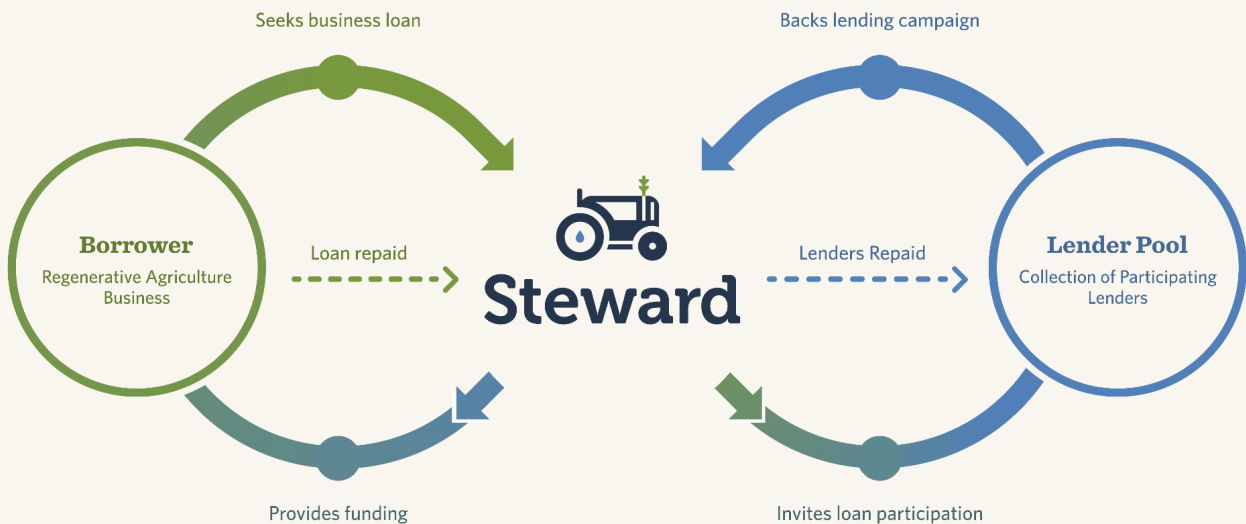 Seeks business loan
Backs lending campaign
Borrower
Regenerative Agriculture
Business
Loan repaid
Steward
Lenders Repaid
Lender Pool
Collection of Participating
Lenders
Provides funding
Invites loan participation